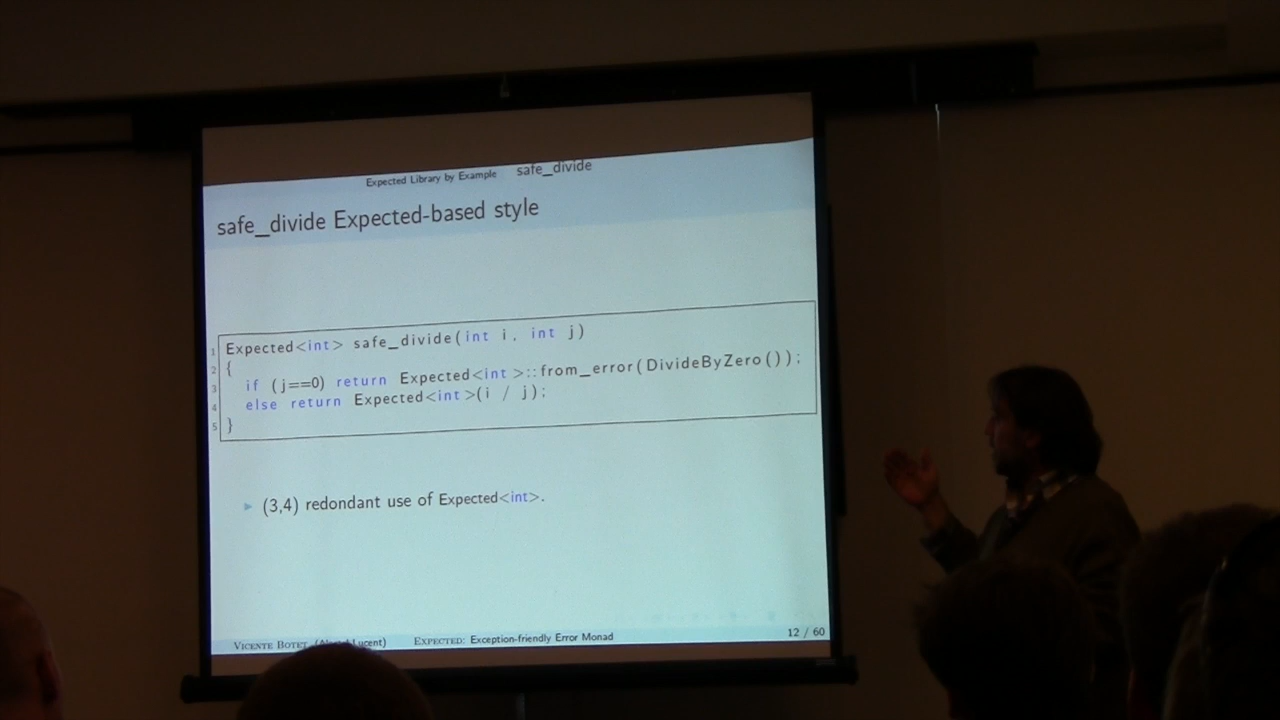 Expected Library by Example safe_divide
safe_divide Expected-based style
1 Expected<int> safe_divide(int i, int j)
2 {
3 if (j==0) return Expected<int>::from_error(DivideByZero());
4 else return Expected<int>(i / j);
5 }
(3,4) redondant use of Expected<int>.
VICENTE BOTET Lucent) EXPECTED: Exception-friendly Error Monad 12 / 60